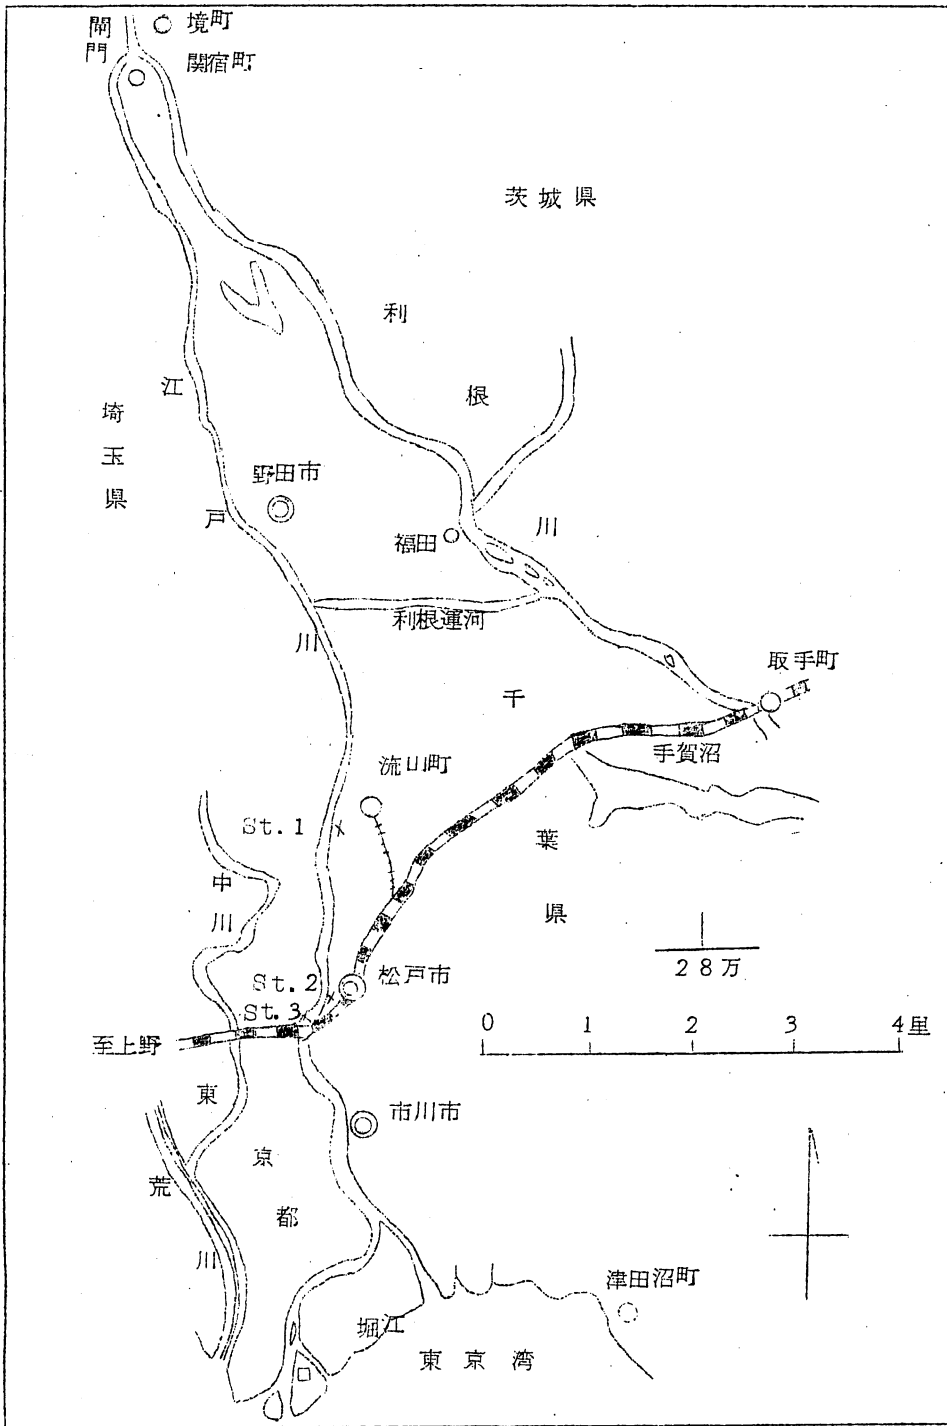 閘門
境町
関宿町
茨城県
利根川
江戸川
埼玉県
野田市
福田
利根運河
取手町
千葉県
手賀沼
流山町
St.1
中川
St.2
松戸市
St.3
28万
0 1 2 3 4里
至上野
東京都
市川市
荒川
津田沼町
堀江
東京湾